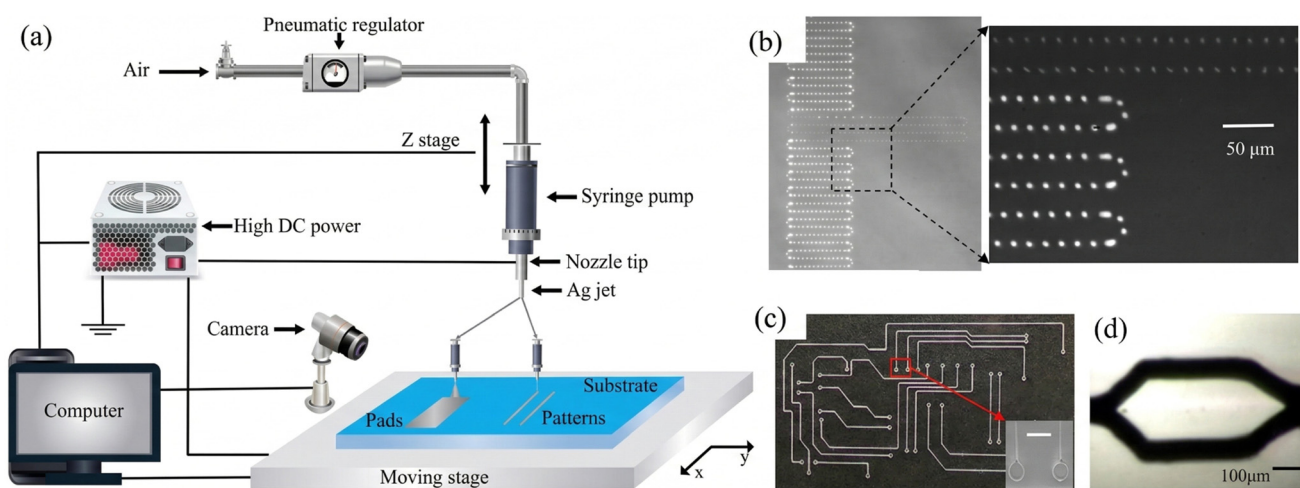 (a)
Pneumatic regulator
Air
Z stage
Syringe pump
High DC power
Nozzle tip
Ag jet
Camera
Computer
Substrate
Pads
Patterns
Moving stage
x
y
(b)
50 μm
(c)
(d)
100μm